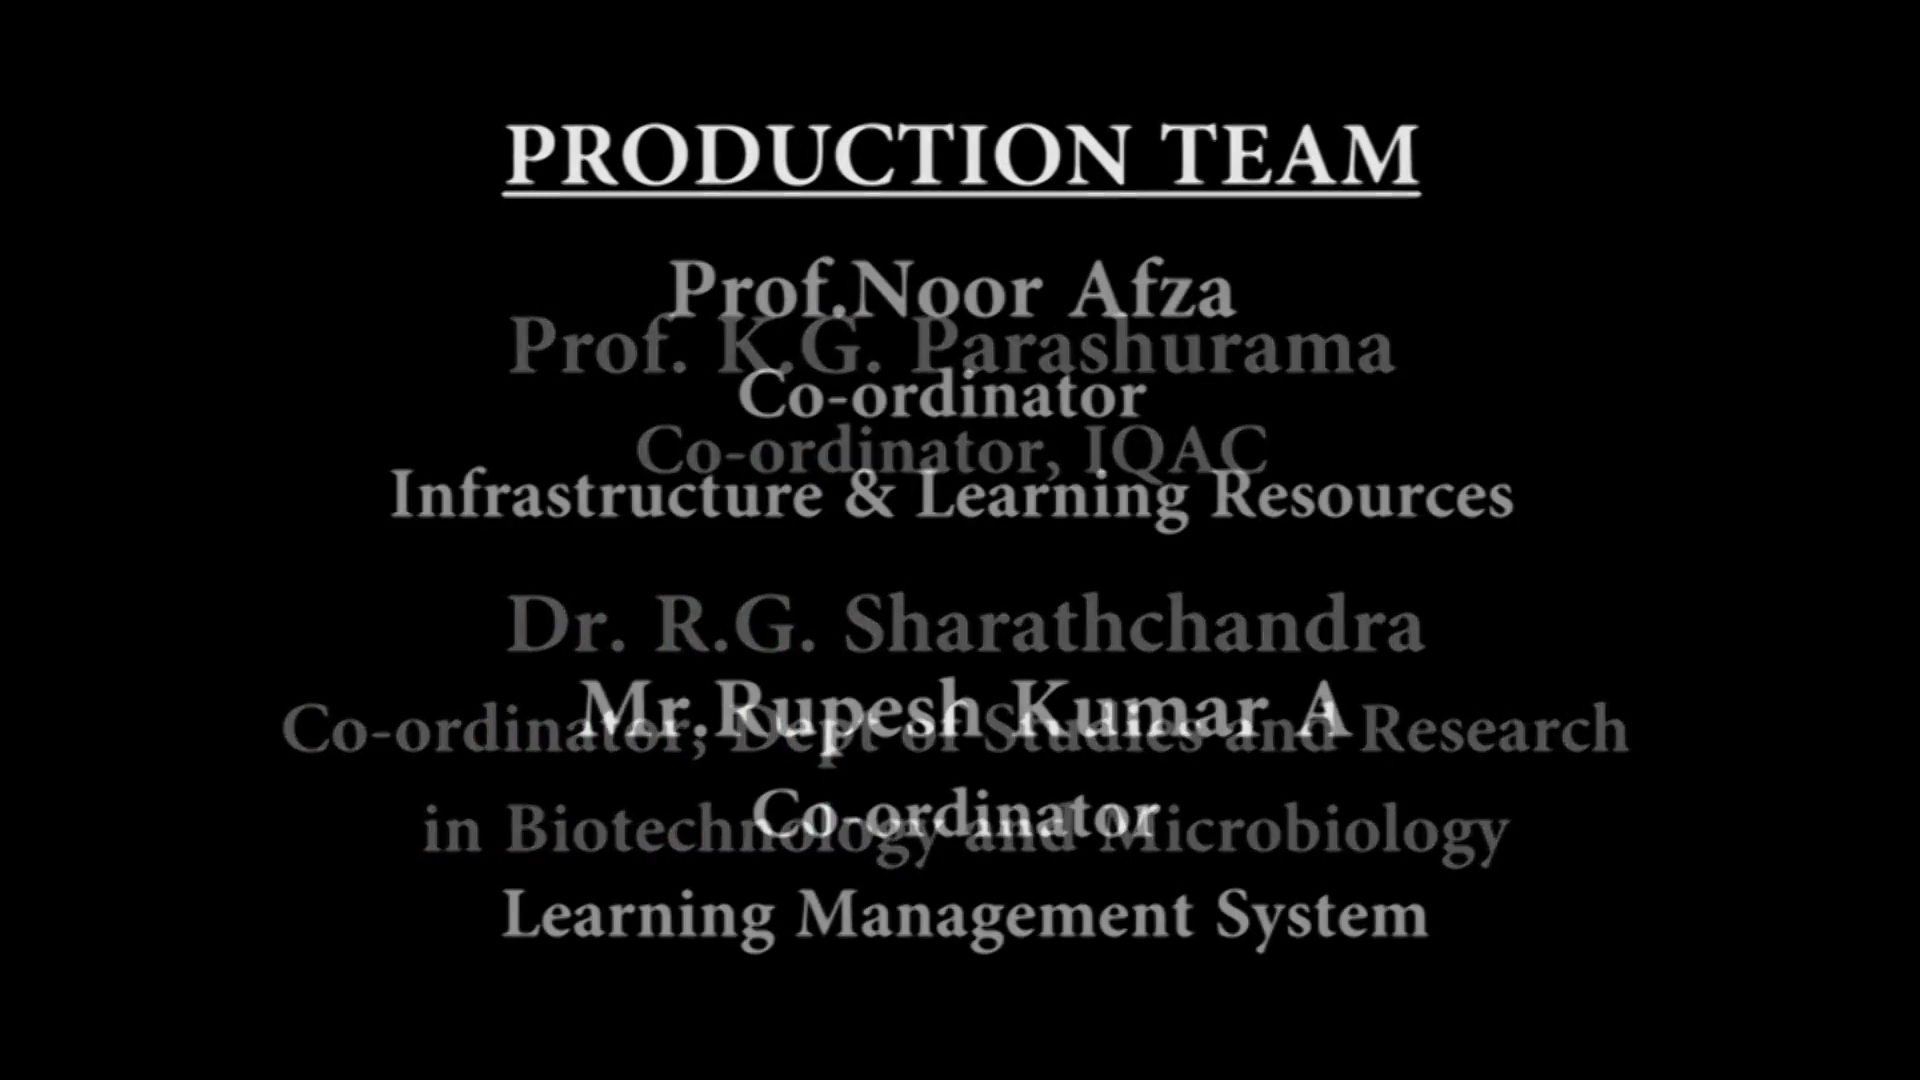 PRODUCTION TEAM
Prof.Noor Afza
Prof. K.G. Parashurama
Co-ordinator
Co-ordinator, IQAC
Infrastructure & Learning Resources
Dr. R.G. Sharathchandra
Mr.Rupesh Kumar A
Co-ordinator, Dept of Studies and Research
Co-ordinator
in Biotechnology and Microbiology
Learning Management System